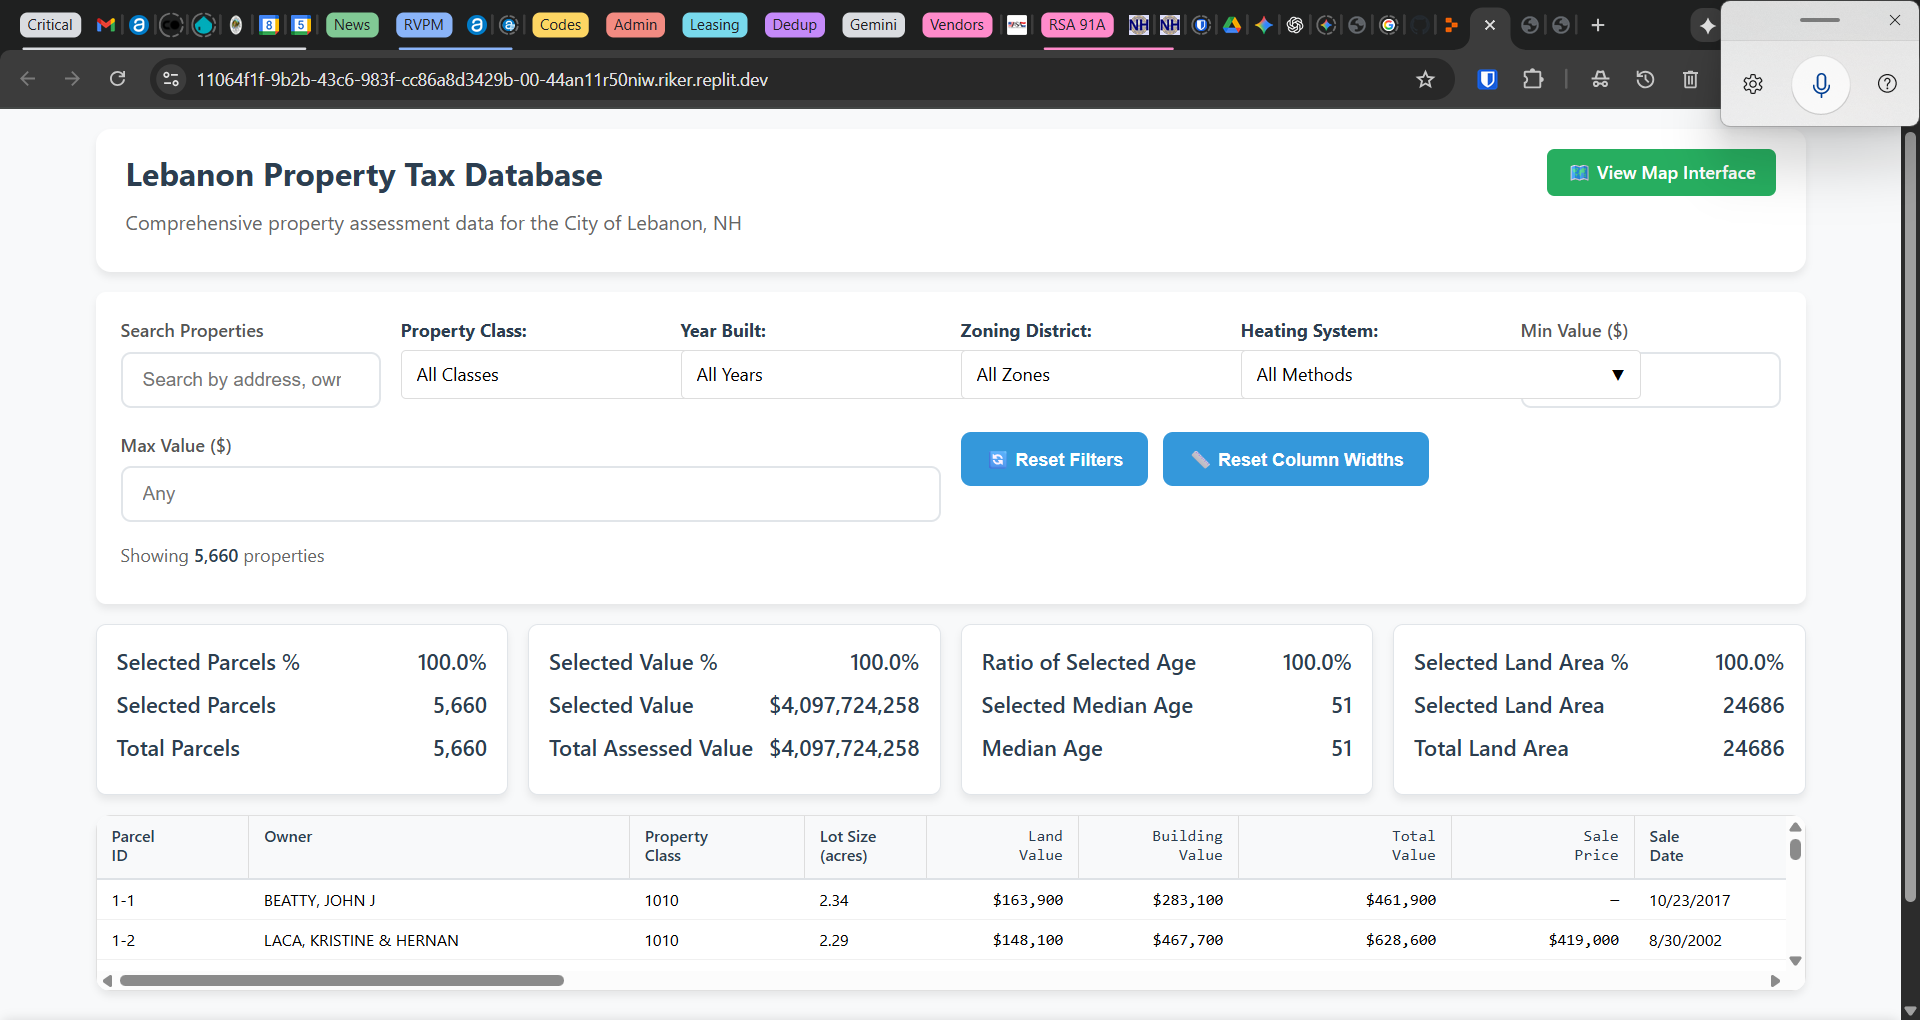 Critical
8
5
News
RVPM
Codes
Admin
Leasing
Dedup
Gemini
Vendors
RSA 91A
NH
NH
11064f1f-9b2b-43c6-983f-cc86a8d3429b-00-44an11r50niw.riker.replit.dev
Lebanon Property Tax Database
View Map Interface
Comprehensive property assessment data for the City of Lebanon, NH
Search Properties
Property Class:
Year Built:
Zoning District:
Heating System:
Min Value ($)
Search by address, owr
All Classes
All Years
All Zones
All Methods
Max Value ($)
Any
Reset Filters
Reset Column Widths
Showing 5,660 properties
Selected Parcels % 100.0%
Selected Parcels 5,660
Total Parcels 5,660
Selected Value % 100.0%
Selected Value $4,097,724,258
Total Assessed Value $4,097,724,258
Ratio of Selected Age 100.0%
Selected Median Age 51
Median Age 51
Selected Land Area % 100.0%
Selected Land Area 24686
Total Land Area 24686
Parcel ID
Owner
Property Class
Lot Size (acres)
Land Value
Building Value
Total Value
Sale Price
Sale Date
1-1 BEATTY, JOHN J 1010 2.34 $163,900 $283,100 $461,900 — 10/23/2017
1-2 LACA, KRISTINE & HERNAN 1010 2.29 $148,100 $467,700 $628,600 $419,000 8/30/2002